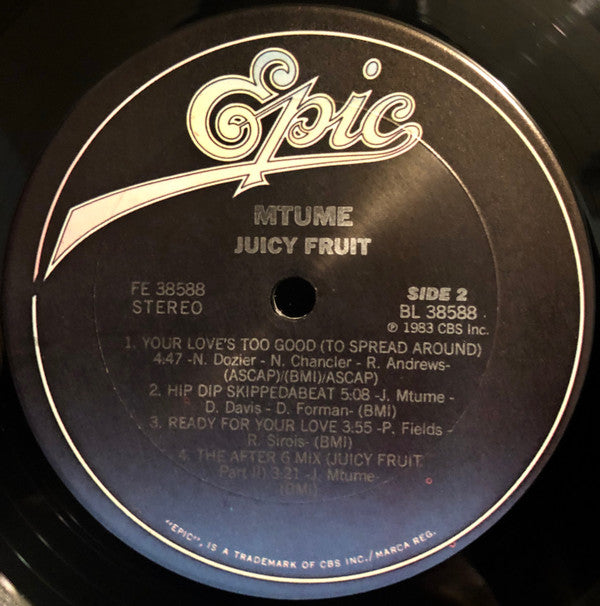 Epic
MTUME
JUICY FRUIT
FE 38588
STEREO
SIDE 2
BL 38588
℗ 1983 CBS Inc.
1. YOUR LOVE'S TOO GOOD (TO SPREAD AROUND)
4:47 -N. Dozier - N. Chancler - R. Andrews-
(ASCAP)/(BMI)/ASCAP)
2. HIP DIP SKIPPEDABEAT 5:08 -J. Mtume -
D. Davis - D. Forman- (BMI)
3. READY FOR YOUR LOVE 3:55 -P. Fields -
R. Sirois- (BMI)
4. THE AFTER 6 MIX (JUICY FRUIT
Part II) 3:21 -J. Mtume-
(BMI)
"EPIC", IS A TRADEMARK OF CBS INC./MARCA REG.